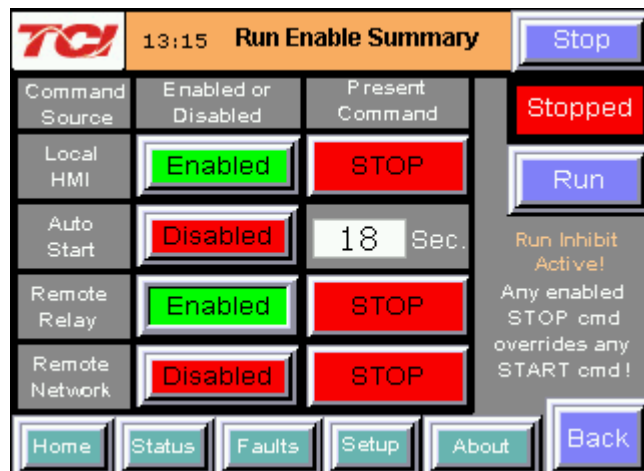 TCI 13:15 Run Enable Summary Stop
Command Source
Enabled or Disabled
Present Command
Stopped
Local HMI
Enabled
STOP
Run
Auto Start
Disabled
18 Sec.
Run Inhibit
Active!
Remote Relay
Enabled
STOP
Any enabled
STOP cmd
overrides any
START cmd!
Remote Network
Disabled
STOP
Home Status Faults Setup About Back